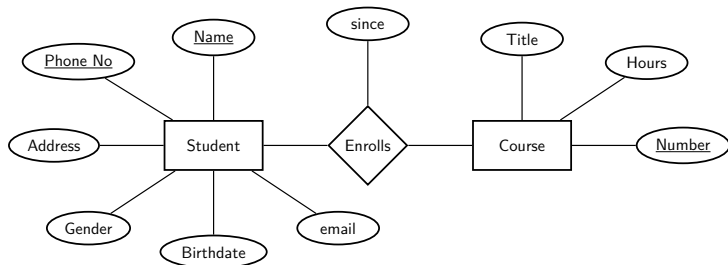 since
Name
Title
Phone No
Hours
Address
Student
Enrolls
Course
Number
Gender
email
Birthdate